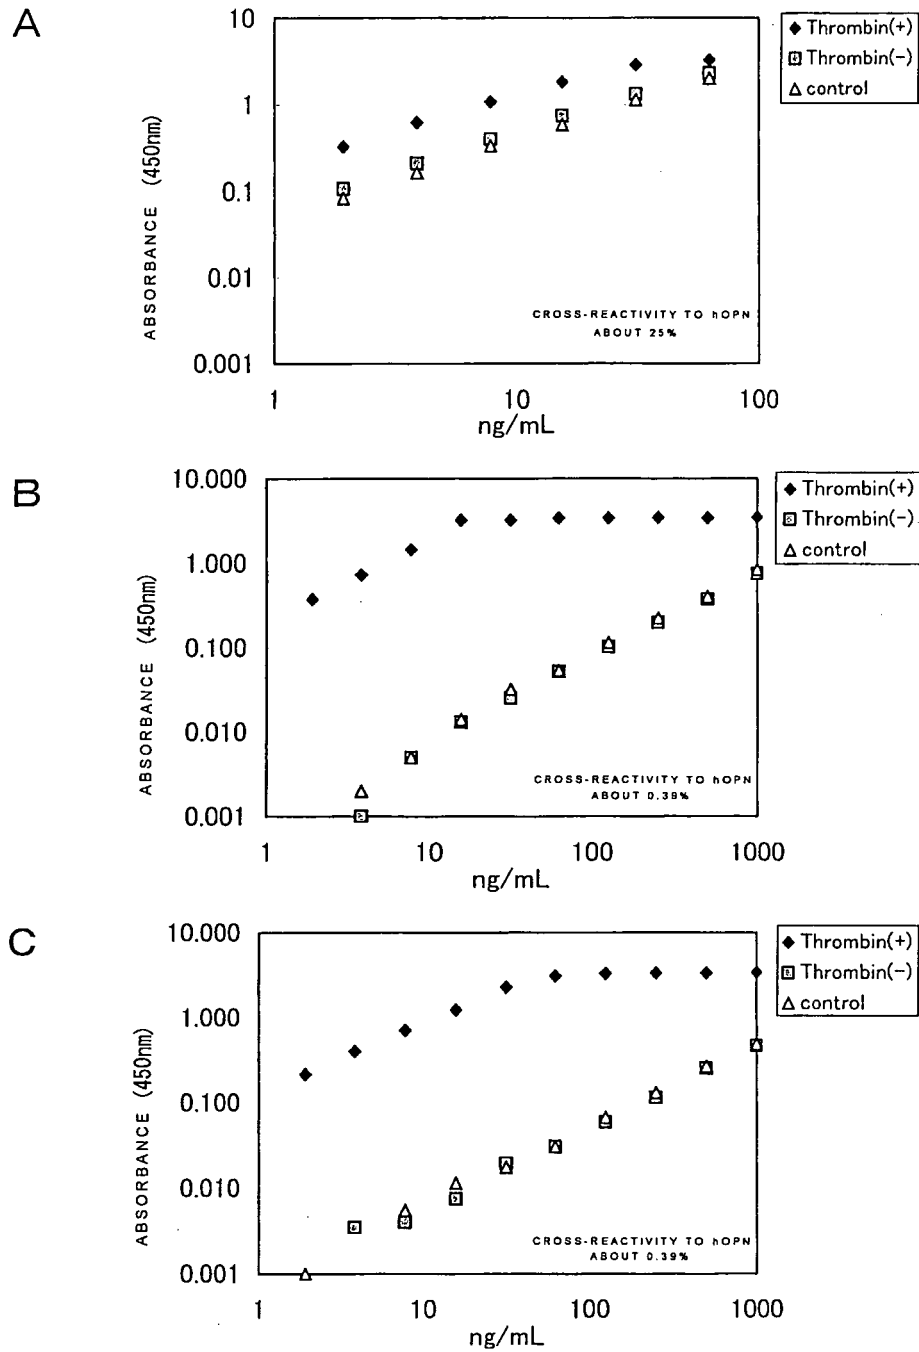 A
10
1
0.1
0.01
0.001
ABSORBANCE (450nm)
Thrombin(+)
Thrombin(-)
control
CROSS-REACTIVITY TO hOPN
ABOUT 25%
1
10
100
ng/mL
B
10.000
1.000
0.100
0.010
0.001
ABSORBANCE (450nm)
Thrombin(+)
Thrombin(-)
control
CROSS-REACTIVITY TO hOPN
ABOUT 0.39%
1
10
100
1000
ng/mL
C
10.000
1.000
0.100
0.010
0.001
ABSORBANCE (450nm)
Thrombin(+)
Thrombin(-)
control
CROSS-REACTIVITY TO hOPN
ABOUT 0.39%
1
10
100
1000
ng/mL